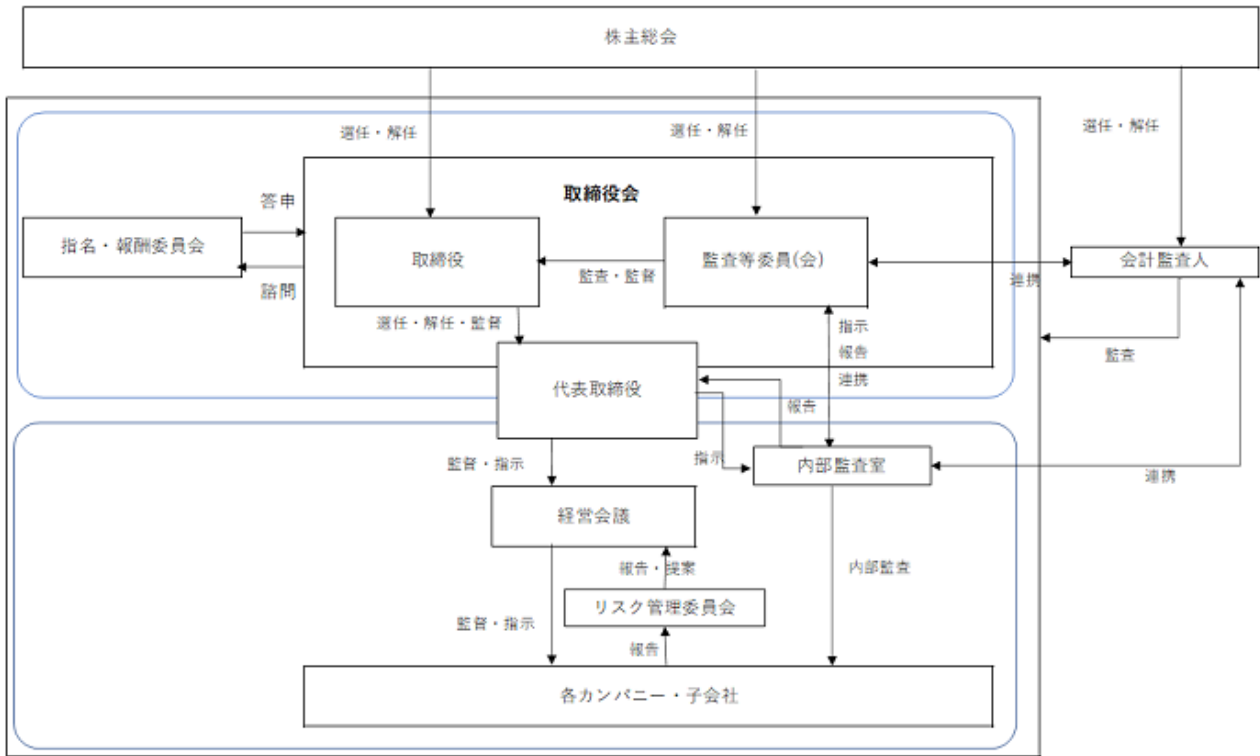 株主総会
選任・解任
選任・解任
選任・解任
取締役会
答申
指名・報酬委員会
諮問
取締役
監査・監督
監査等委員(会)
連携
会計監査人
選任・解任・監督
指示
報告
連携
監査
代表取締役
報告
監督・指示
指示
内部監査室
連携
経営会議
報告・提案
内部監査
リスク管理委員会
監督・指示
報告
各カンパニー・子会社